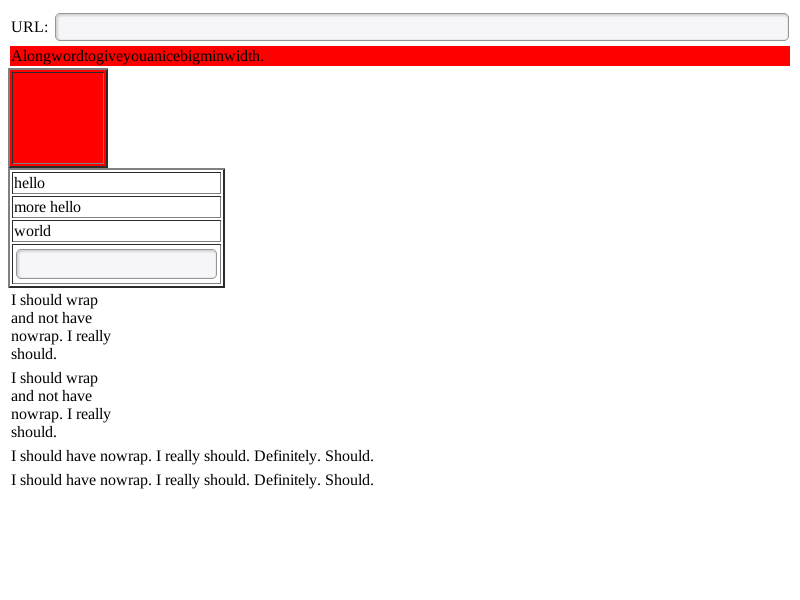 URL:
Alongwordtogiveyouanicebigminwidth.
hello
more hello
world
I should wrap
and not have
nowrap. I really
should.
I should wrap
and not have
nowrap. I really
should.
I should have nowrap. I really should. Definitely. Should.
I should have nowrap. I really should. Definitely. Should.